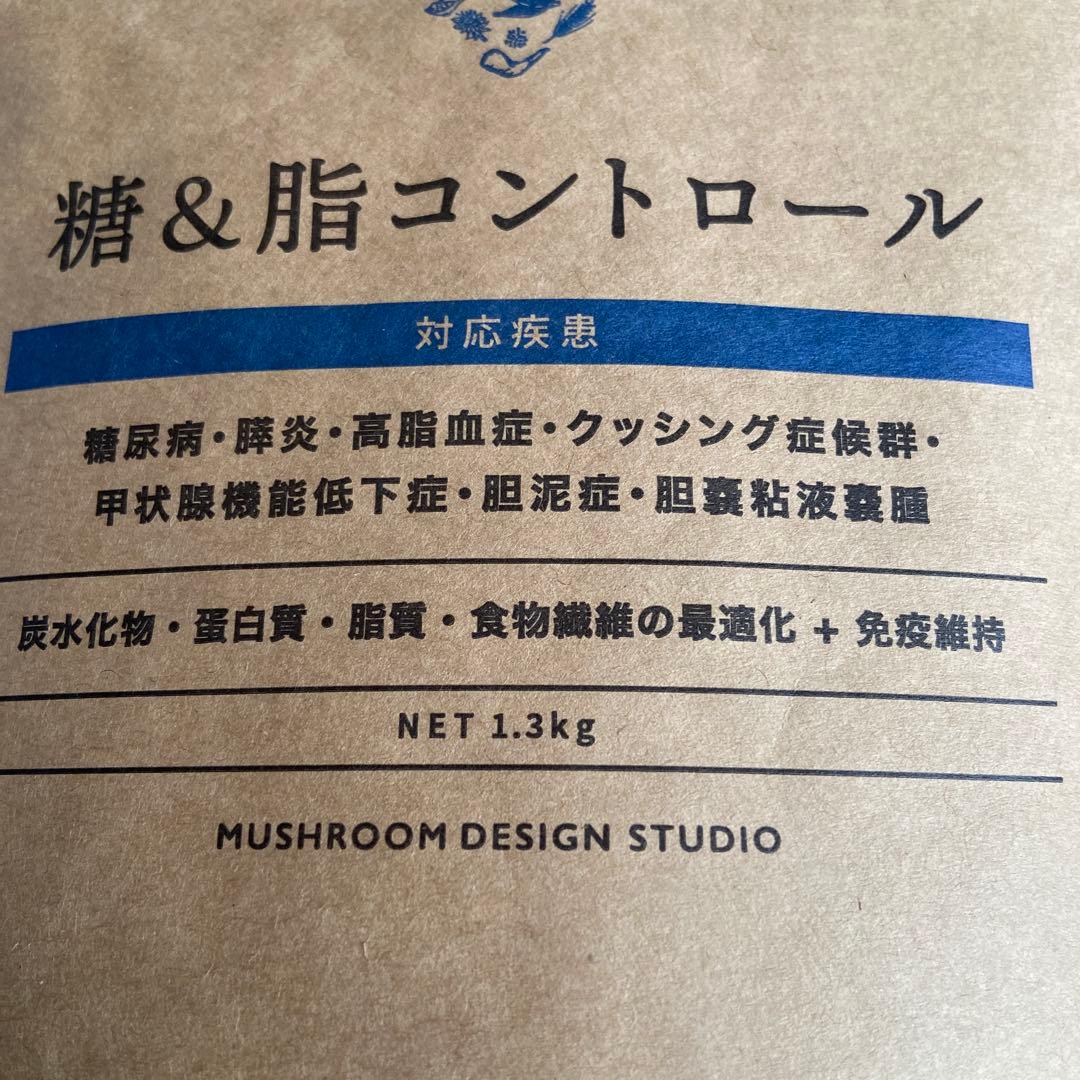 糖&脂コントロール
対応疾患
糖尿病・膵炎・高脂血症・クッシング症候群・
甲状腺機能低下症・胆泥症・胆嚢粘液嚢腫
炭水化物・蛋白質・脂質・食物繊維の最適化 + 免疫維持
NET 1.3kg
MUSHROOM DESIGN STUDIO